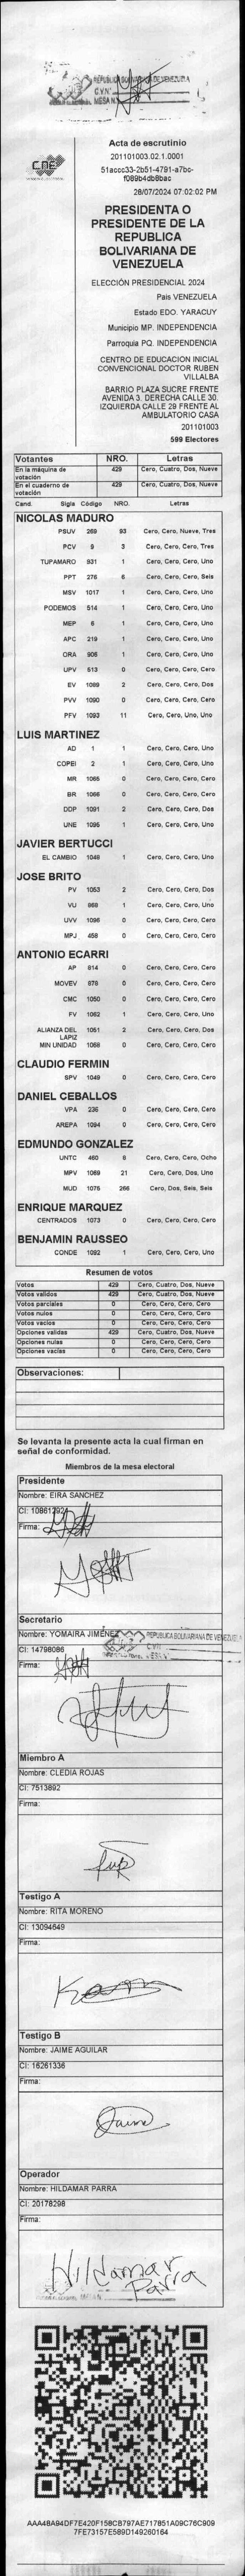 REPUBLICA BOLIVARIANA DE VENEZUELA
C.V.N°
MESA N°
CNE
Acta de escrutinio
201101003.02.1.0001
51accc33-2b51-4791-a7bc-
f089b4db8bac
28/07/2024 07:02:02 PM
PRESIDENTA O
PRESIDENTE DE LA
REPUBLICA
BOLIVARIANA DE
VENEZUELA
ELECCIÓN PRESIDENCIAL 2024
Pais VENEZUELA
Estado EDO. YARACUY
Municipio MP. INDEPENDENCIA
Parroquia PQ. INDEPENDENCIA
CENTRO DE EDUCACION INICIAL
CONVENCIONAL DOCTOR RUBEN
VILLALBA
BARRIO PLAZA SUCRE FRENTE
AVENIDA 3. DERECHA CALLE 30.
IZQUIERDA CALLE 29 FRENTE AL
AMBULATORIO CASA
201101003
599 Electores
Votantes NRO. Letras
En la máquina de votación 429 Cero, Cuatro, Dos, Nueve
En el cuaderno de votación 429 Cero, Cuatro, Dos, Nueve
Cand. Sigla Código NRO. Letras
NICOLAS MADURO
PSUV 269 93 Cero, Cero, Nueve, Tres
PCV 9 3 Cero, Cero, Cero, Tres
TUPAMARO 931 1 Cero, Cero, Cero, Uno
PPT 276 6 Cero, Cero, Cero, Seis
MSV 1017 1 Cero, Cero, Cero, Uno
PODEMOS 514 1 Cero, Cero, Cero, Uno
MEP 6 1 Cero, Cero, Cero, Uno
APC 219 1 Cero, Cero, Cero, Uno
ORA 906 1 Cero, Cero, Cero, Uno
UPV 513 0 Cero, Cero, Cero, Cero
EV 1089 2 Cero, Cero, Cero, Dos
PVV 1090 0 Cero, Cero, Cero, Cero
PFV 1093 11 Cero, Cero, Uno, Uno
LUIS MARTINEZ
AD 1 1 Cero, Cero, Cero, Uno
COPEI 2 1 Cero, Cero, Cero, Uno
MR 1065 0 Cero, Cero, Cero, Cero
BR 1066 0 Cero, Cero, Cero, Cero
DDP 1091 2 Cero, Cero, Cero, Dos
UNE 1095 1 Cero, Cero, Cero, Uno
JAVIER BERTUCCI
EL CAMBIO 1048 1 Cero, Cero, Cero, Uno
JOSE BRITO
PV 1053 2 Cero, Cero, Cero, Dos
VU 969 1 Cero, Cero, Cero, Uno
UVV 1096 0 Cero, Cero, Cero, Cero
MPJ 458 0 Cero, Cero, Cero, Cero
ANTONIO ECARRI
AP 814 0 Cero, Cero, Cero, Cero
MOVEV 879 0 Cero, Cero, Cero, Cero
CMC 1050 0 Cero, Cero, Cero, Cero
FV 1062 1 Cero, Cero, Cero, Uno
ALIANZA DEL LAPIZ 1051 2 Cero, Cero, Cero, Dos
MIN UNIDAD 1068 0 Cero, Cero, Cero, Cero
CLAUDIO FERMIN
SPV 1049 0 Cero, Cero, Cero, Cero
DANIEL CEBALLOS
VPA 236 0 Cero, Cero, Cero, Cero
AREPA 1094 0 Cero, Cero, Cero, Cero
EDMUNDO GONZALEZ
UNTC 460 8 Cero, Cero, Cero, Ocho
MPV 1069 21 Cero, Cero, Dos, Uno
MUD 1075 266 Cero, Dos, Seis, Seis
ENRIQUE MARQUEZ
CENTRADOS 1073 0 Cero, Cero, Cero, Cero
BENJAMIN RAUSSEO
CONDE 1092 1 Cero, Cero, Cero, Uno
Resumen de votos
Votos 429 Cero, Cuatro, Dos, Nueve
Votos validos 429 Cero, Cuatro, Dos, Nueve
Votos parciales 0 Cero, Cero, Cero, Cero
Votos nulos 0 Cero, Cero, Cero, Cero
Votos vacios 0 Cero, Cero, Cero, Cero
Opciones validas 429 Cero, Cuatro, Dos, Nueve
Opciones nulas 0 Cero, Cero, Cero, Cero
Opciones vacias 0 Cero, Cero, Cero, Cero
Observaciones:
Se levanta la presente acta la cual firman en
señal de conformidad.
Miembros de la mesa electoral
Presidente
Nombre: EIRA SANCHEZ
CI:
Firma:
Secretario
Nombre: YOMAIRA JIMENEZ
REPUBLICA BOLIVARIANA DE VENEZUELA
C.V.N°
MESA N°
CI: 14798086
Firma:
Miembro A
Nombre: CLEDIA ROJAS
CI: 7513892
Firma:
Testigo A
Nombre: RITA MORENO
CI: 13094649
Firma:
Testigo B
Nombre: JAIME AGUILAR
CI: 16261336
Firma:
Jaime
Operador
Nombre: HILDAMAR PARRA
CI: 20178298
Firma:
Hildamar
Parra
AAA48A94DF7E420F158CB797AE717851A09C76C909
7FE73157E589D149260164